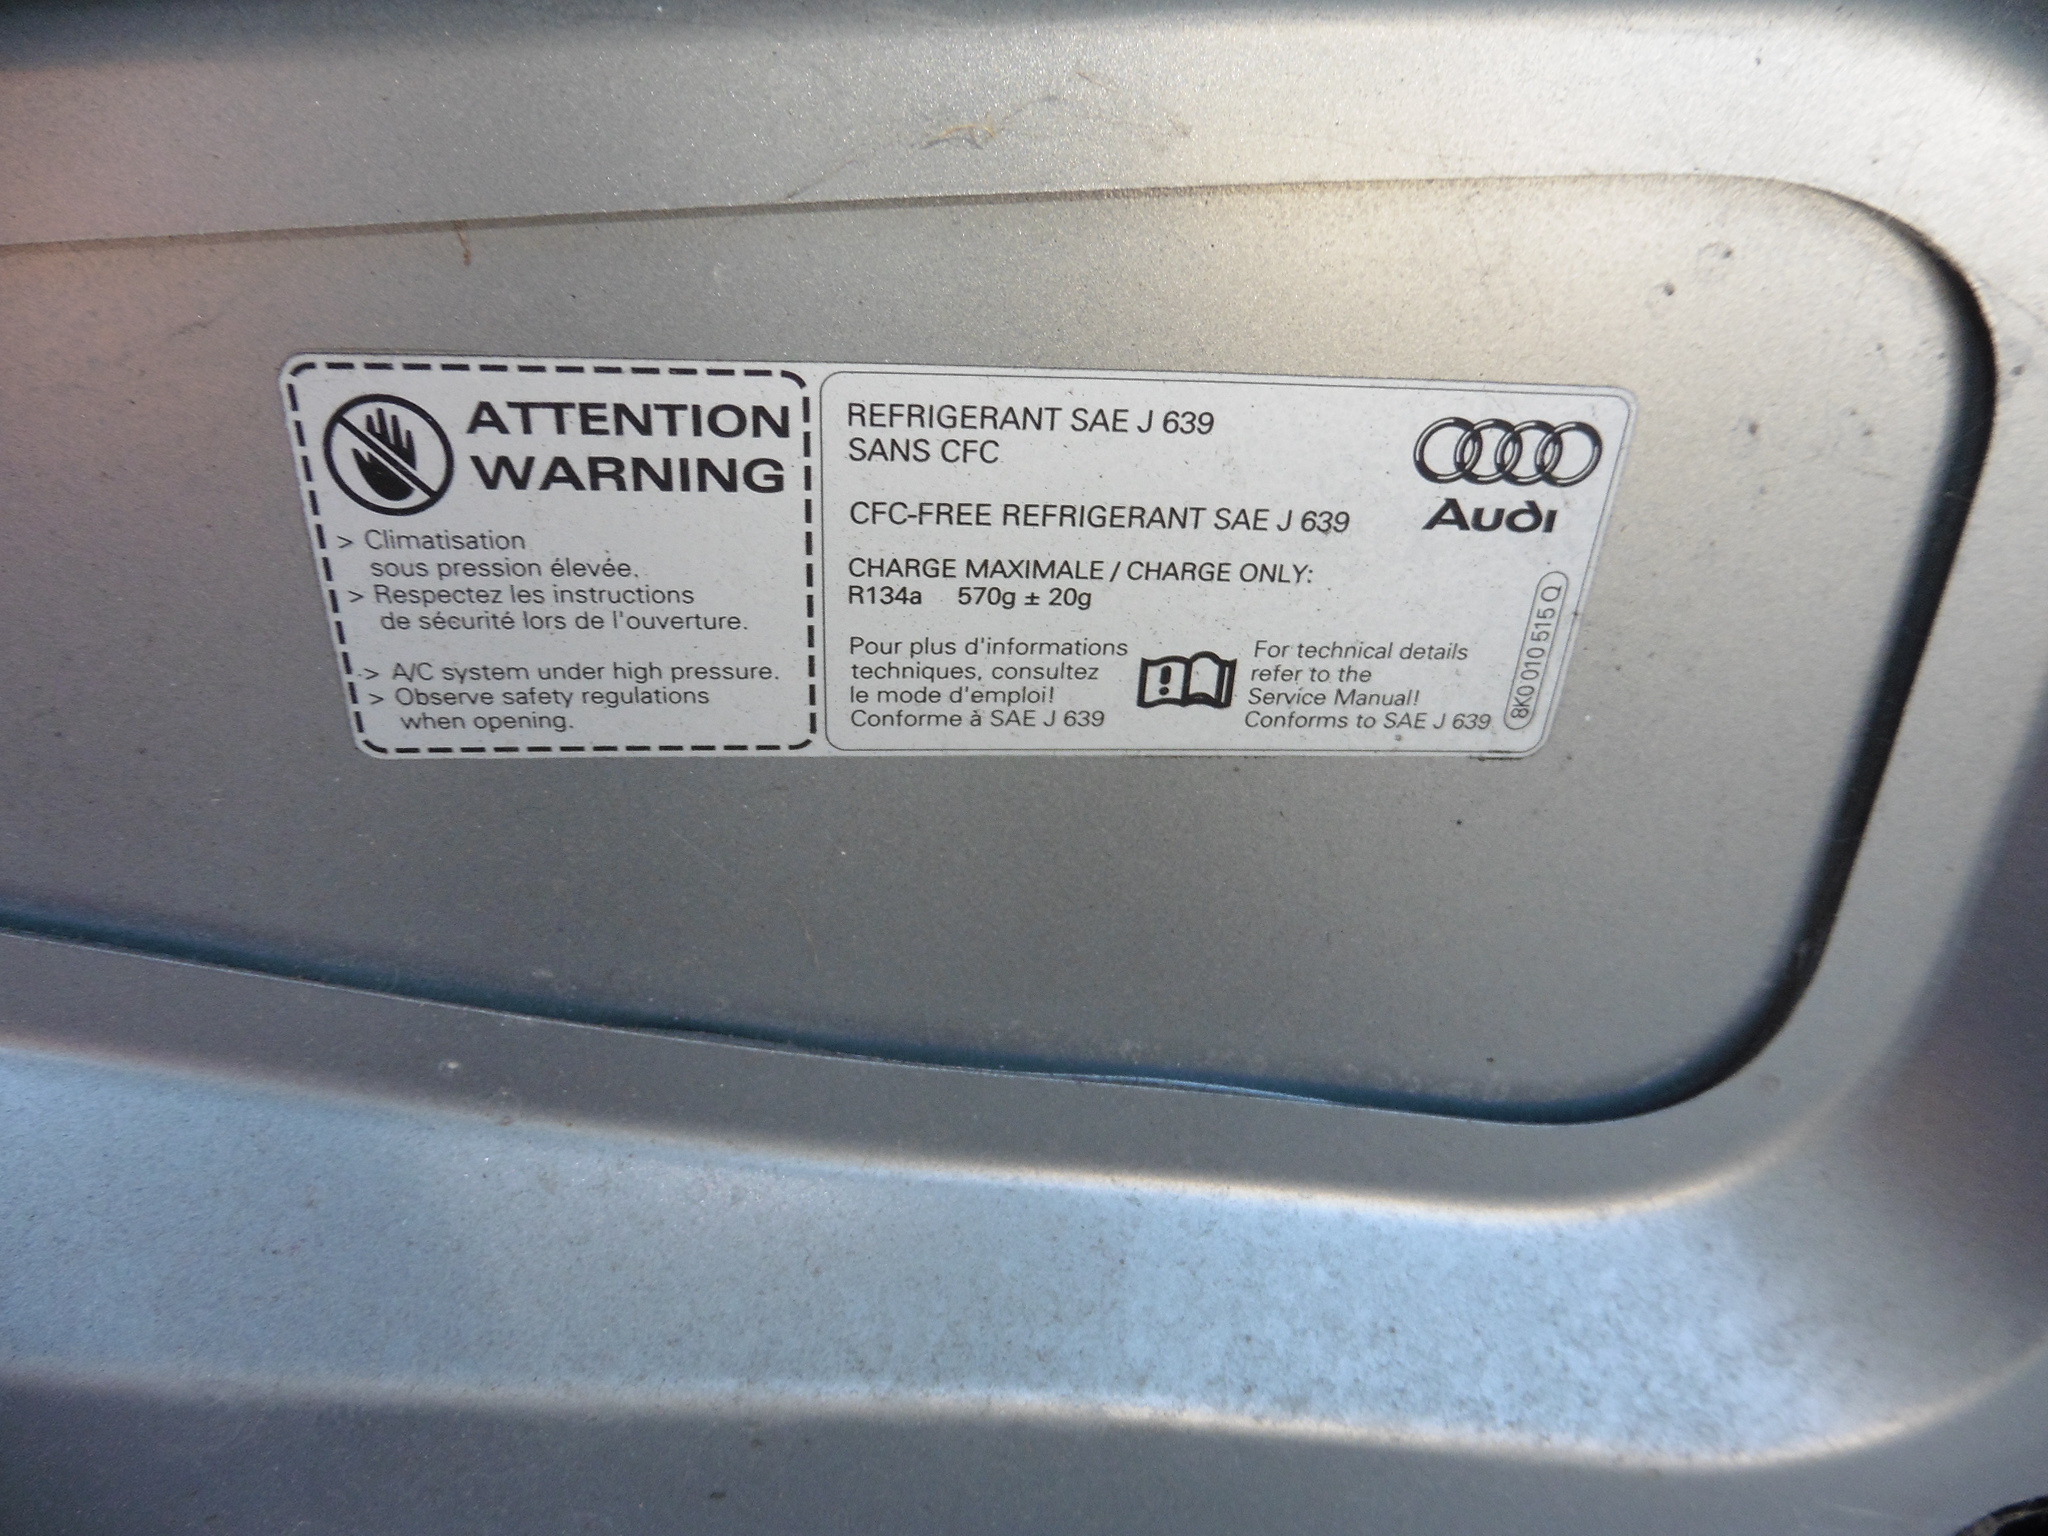 ATTENTION
WARNING
> Climatisation
sous pression élevée.
> Respectez les instructions
de sécurité lors de l'ouverture.
> A/C system under high pressure.
> Observe safety regulations
when opening.
REFRIGERANT SAE J 639
SANS CFC
CFC-FREE REFRIGERANT SAE J 639
CHARGE MAXIMALE / CHARGE ONLY:
R134a 570g ± 20g
Pour plus d'informations
techniques, consultez
le mode d'emploi!
Conforme à SAE J 639
!
For technical details
refer to the
Service Manual!
Conforms to SAE J 639
Audi
8K0 010 515 Q